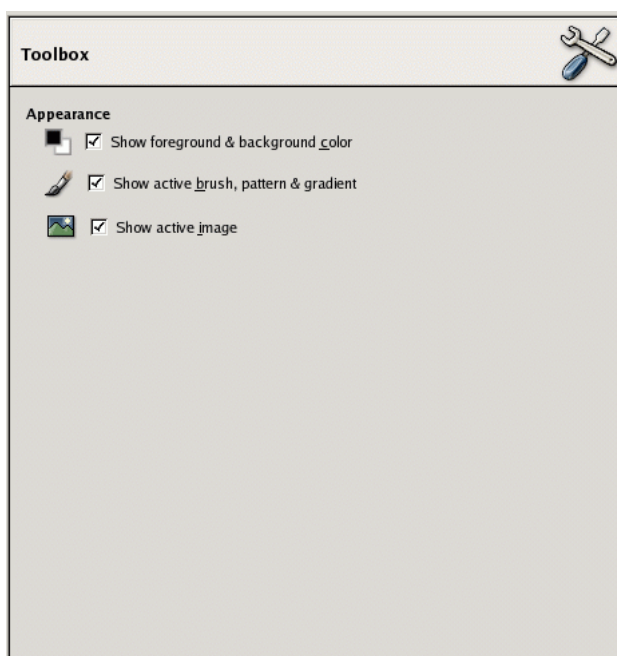 Toolbox
Appearance
Show foreground & background color
Show active brush, pattern & gradient
Show active image